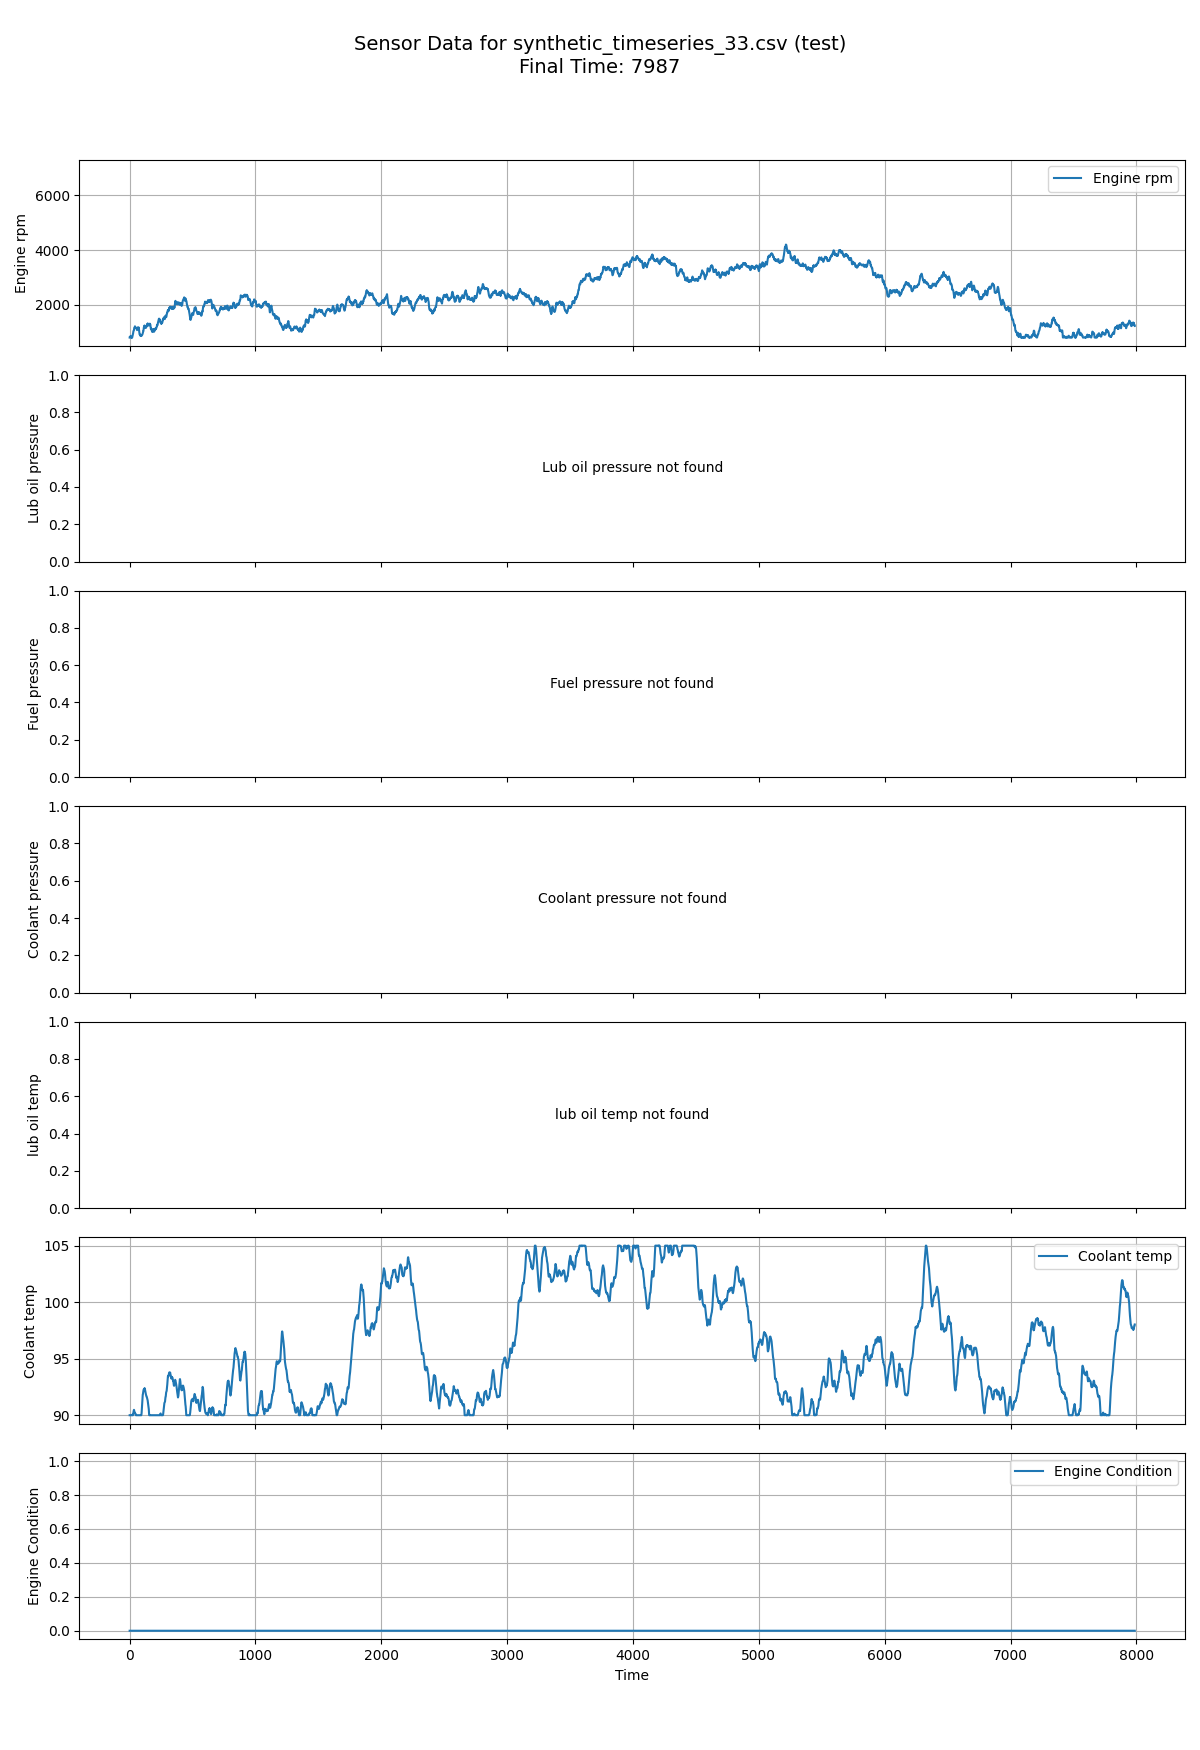 Sensor Data for synthetic_timeseries_33.csv (test)
Final Time: 7987
Engine rpm
6000
4000
2000
Engine rpm
Lub oil pressure
1.0
0.8
0.6
0.4
0.2
0.0
Lub oil pressure not found
Fuel pressure
1.0
0.8
0.6
0.4
0.2
0.0
Fuel pressure not found
Coolant pressure
1.0
0.8
0.6
0.4
0.2
0.0
Coolant pressure not found
lub oil temp
1.0
0.8
0.6
0.4
0.2
0.0
lub oil temp not found
Coolant temp
105
100
95
90
Coolant temp
Engine Condition
1.0
0.8
0.6
0.4
0.2
0.0
Engine Condition
0 1000 2000 3000 4000 5000 6000 7000 8000
Time